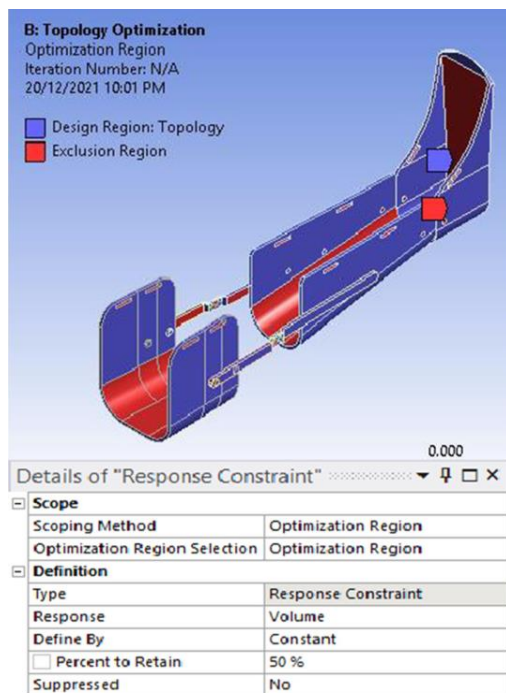 B: Topology Optimization
Optimization Region
Iteration Number: N/A
20/12/2021 10:01 PM
Design Region: Topology
Exclusion Region
0.000
Details of "Response Constraint"
Scope
Scoping Method Optimization Region
Optimization Region Selection Optimization Region
Definition
Type Response Constraint
Response Volume
Define By Constant
Percent to Retain 50 %
Suppressed No